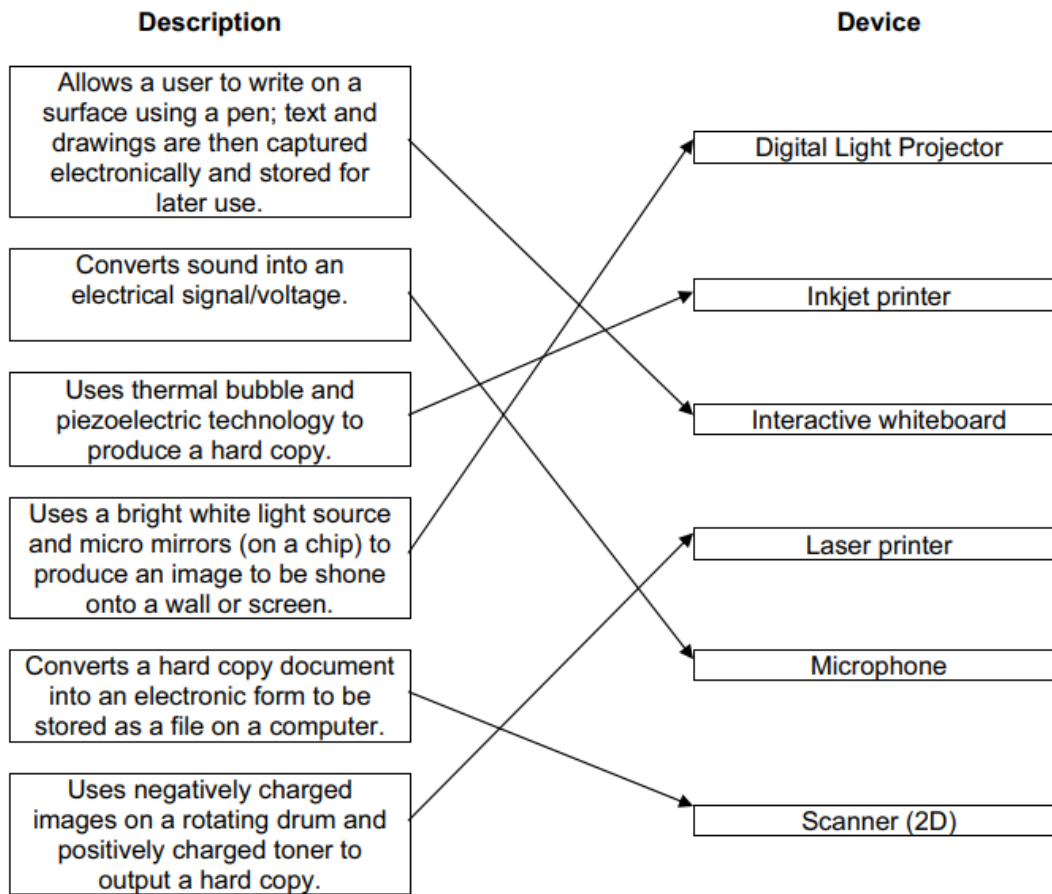 Description
Device
Allows a user to write on a
surface using a pen; text and
drawings are then captured
electronically and stored for
later use.
Converts sound into an
electrical signal/voltage.
Uses thermal bubble and
piezoelectric technology to
produce a hard copy.
Uses a bright white light source
and micro mirrors (on a chip) to
produce an image to be shone
onto a wall or screen.
Converts a hard copy document
into an electronic form to be
stored as a file on a computer.
Uses negatively charged
images on a rotating drum and
positively charged toner to
output a hard copy.
Digital Light Projector
Inkjet printer
Interactive whiteboard
Laser printer
Microphone
Scanner (2D)